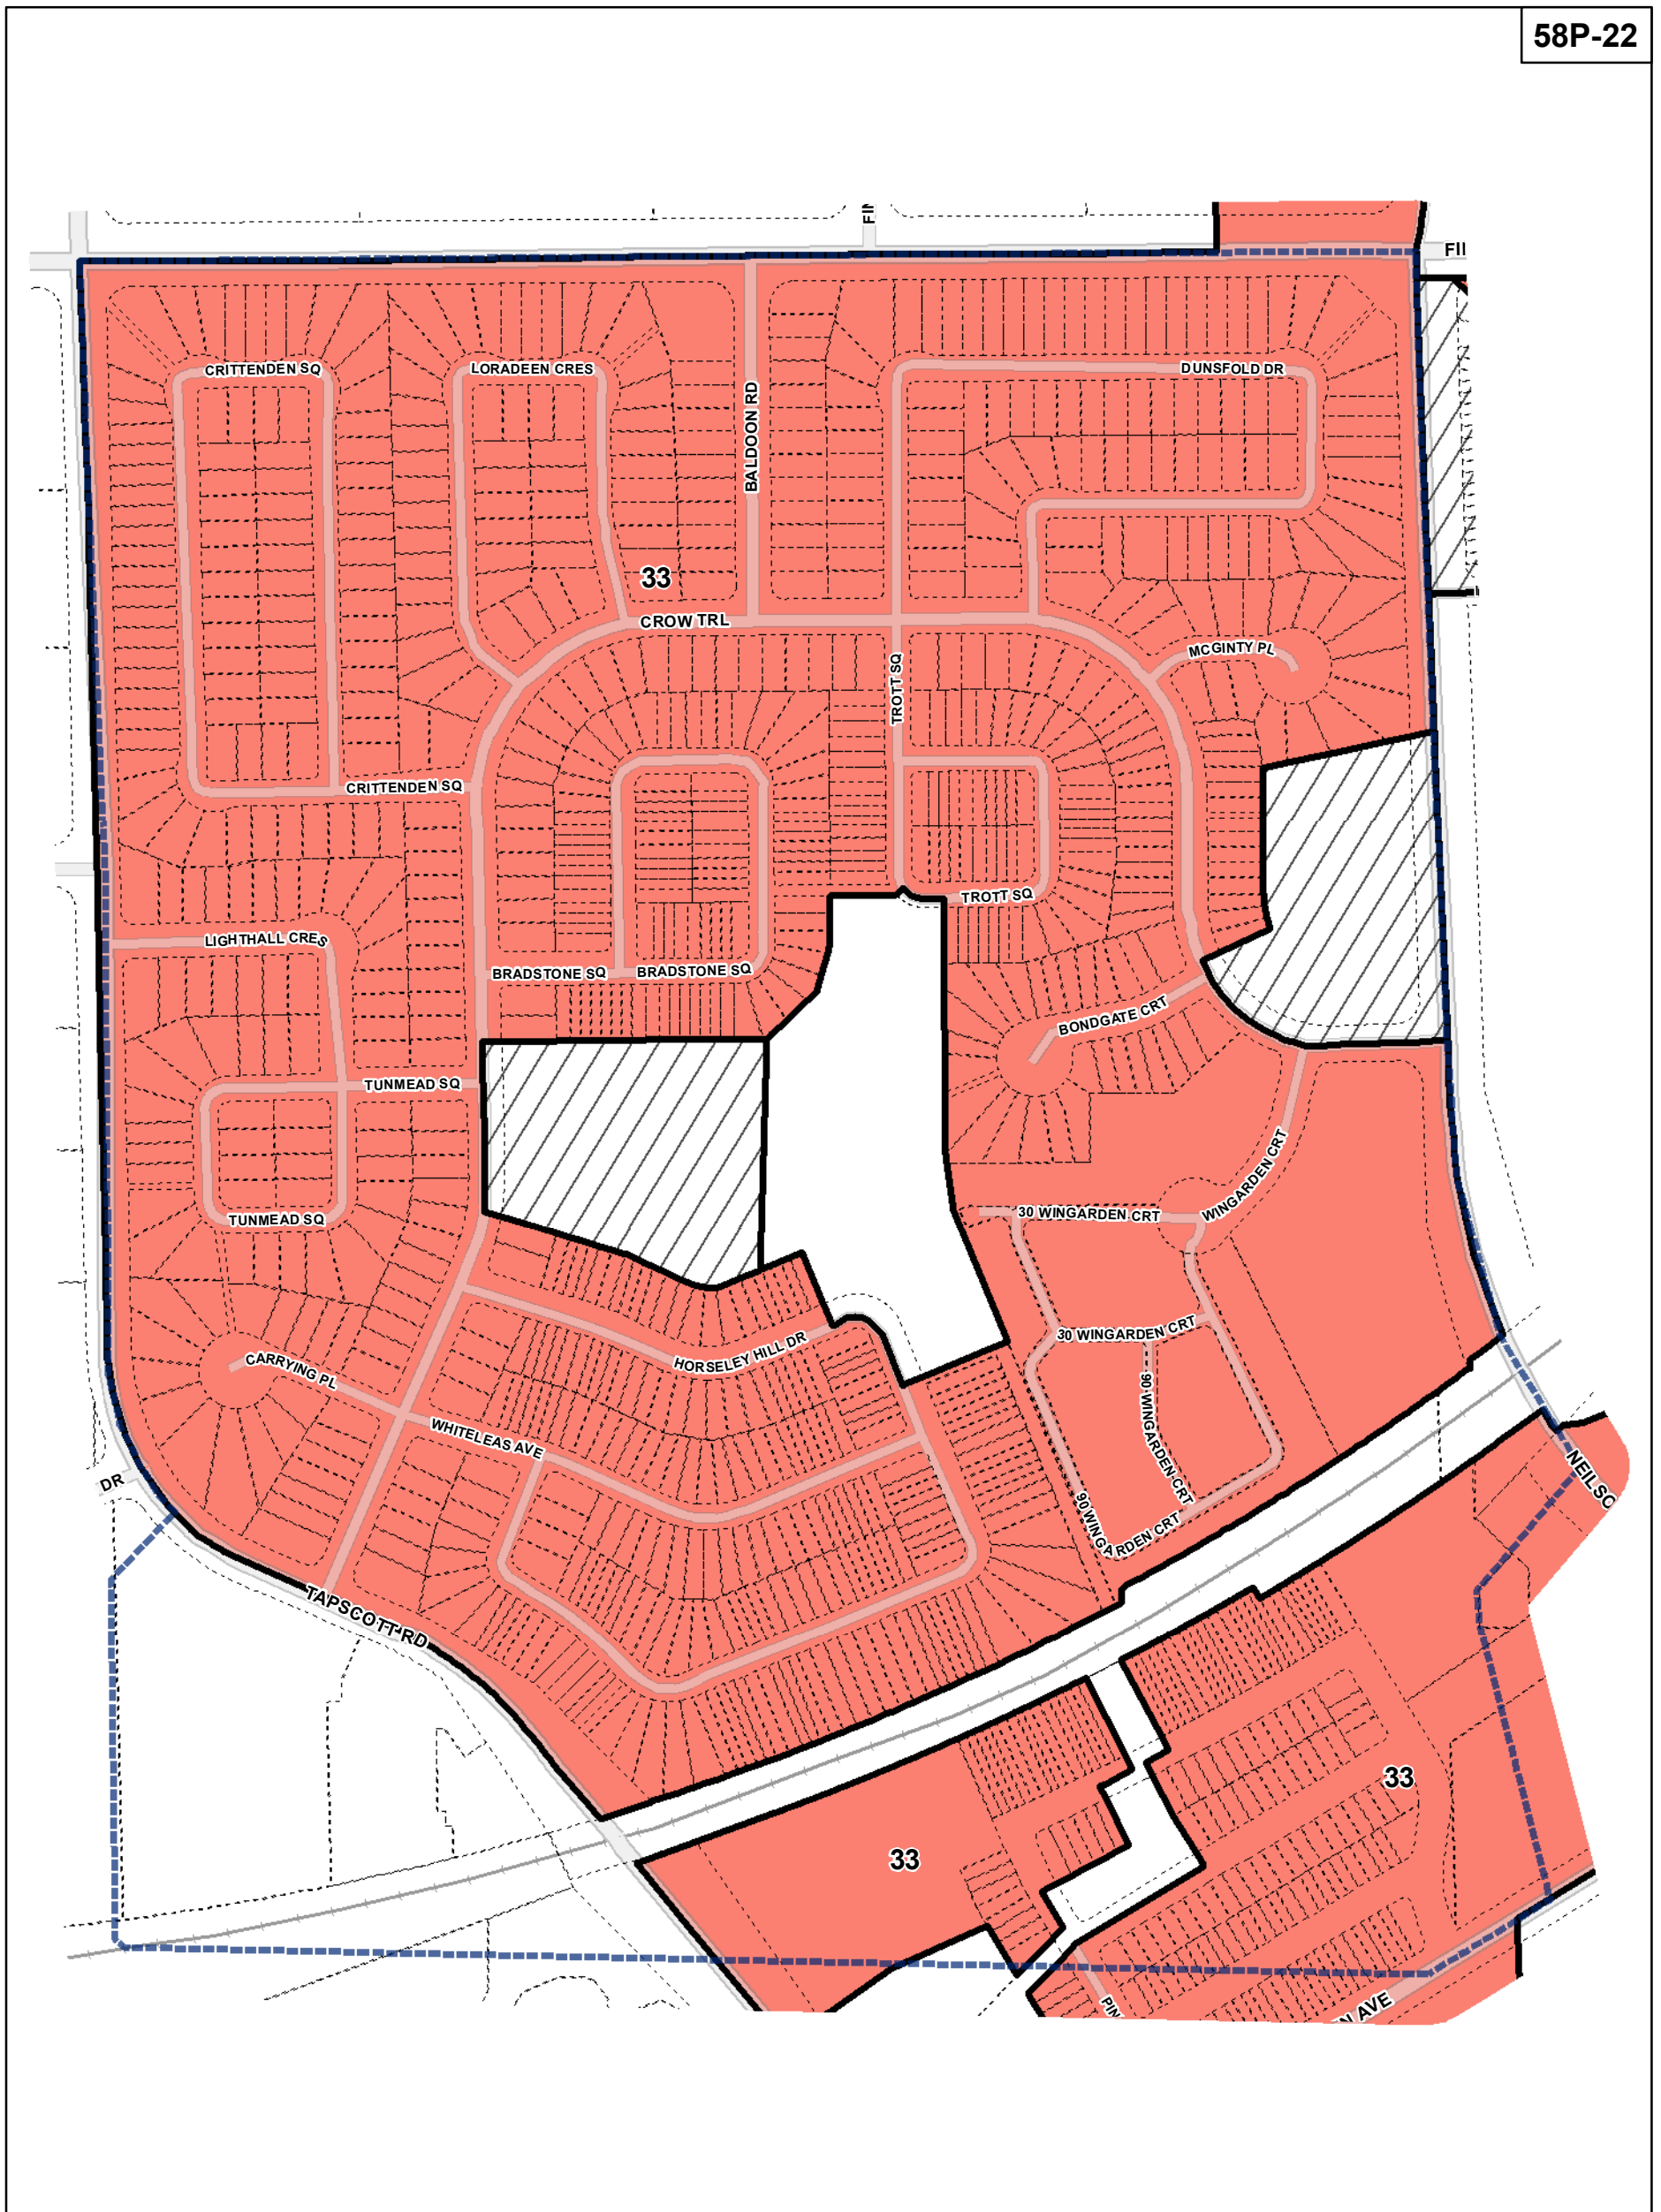 58P-22
FII
CRITTENDEN SQ
LORADEEN CRES
DUNSFOLD DR
BALDOON RD
33
CROW TRL
MCGINTY PL
TROTT SQ
CRITTENDEN SQ
TROTT SQ
LIGHTHALL CRES
BRADSTONE SQ
BRADSTONE SQ
BONDGATE CRT
TUNMEAD SQ
WINGARDEN CRT
30 WINGARDEN CRT
TUNMEAD SQ
30 WINGARDEN CRT
HORSELEY HILL DR
CARRYING PL
90 WINGARDEN CRT
WHITELEAS AVE
DR
NEILSO
90 WINGARDEN CRT
TAPSCOTT RD
33
33
PIN
N AVE